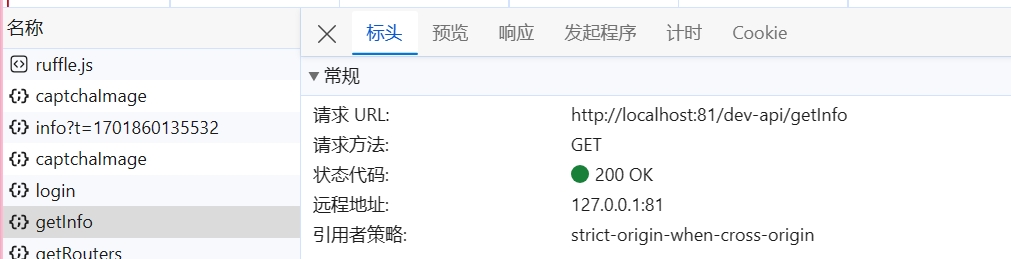 名称
ruffle.js
captchaImage
info?t=1701860135532
captchaImage
login
getInfo
getRouters
标头 预览 响应 发起程序 计时 Cookie
常规
请求 URL: http://localhost:81/dev-api/getInfo
请求方法: GET
状态代码: 200 OK
远程地址: 127.0.0.1:81
引用者策略: strict-origin-when-cross-origin